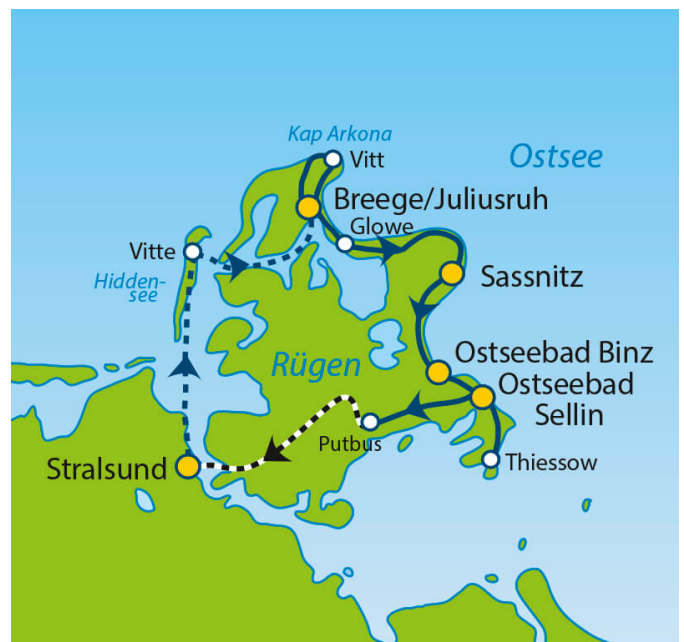 Kap Arkona
Vitt
Ostsee
Breege/Juliusruh
Glowe
Vitte
Hidden-
see
Sassnitz
Rügen
Ostseebad Binz
Ostseebad
Sellin
Putbus
Stralsund
Thiessow